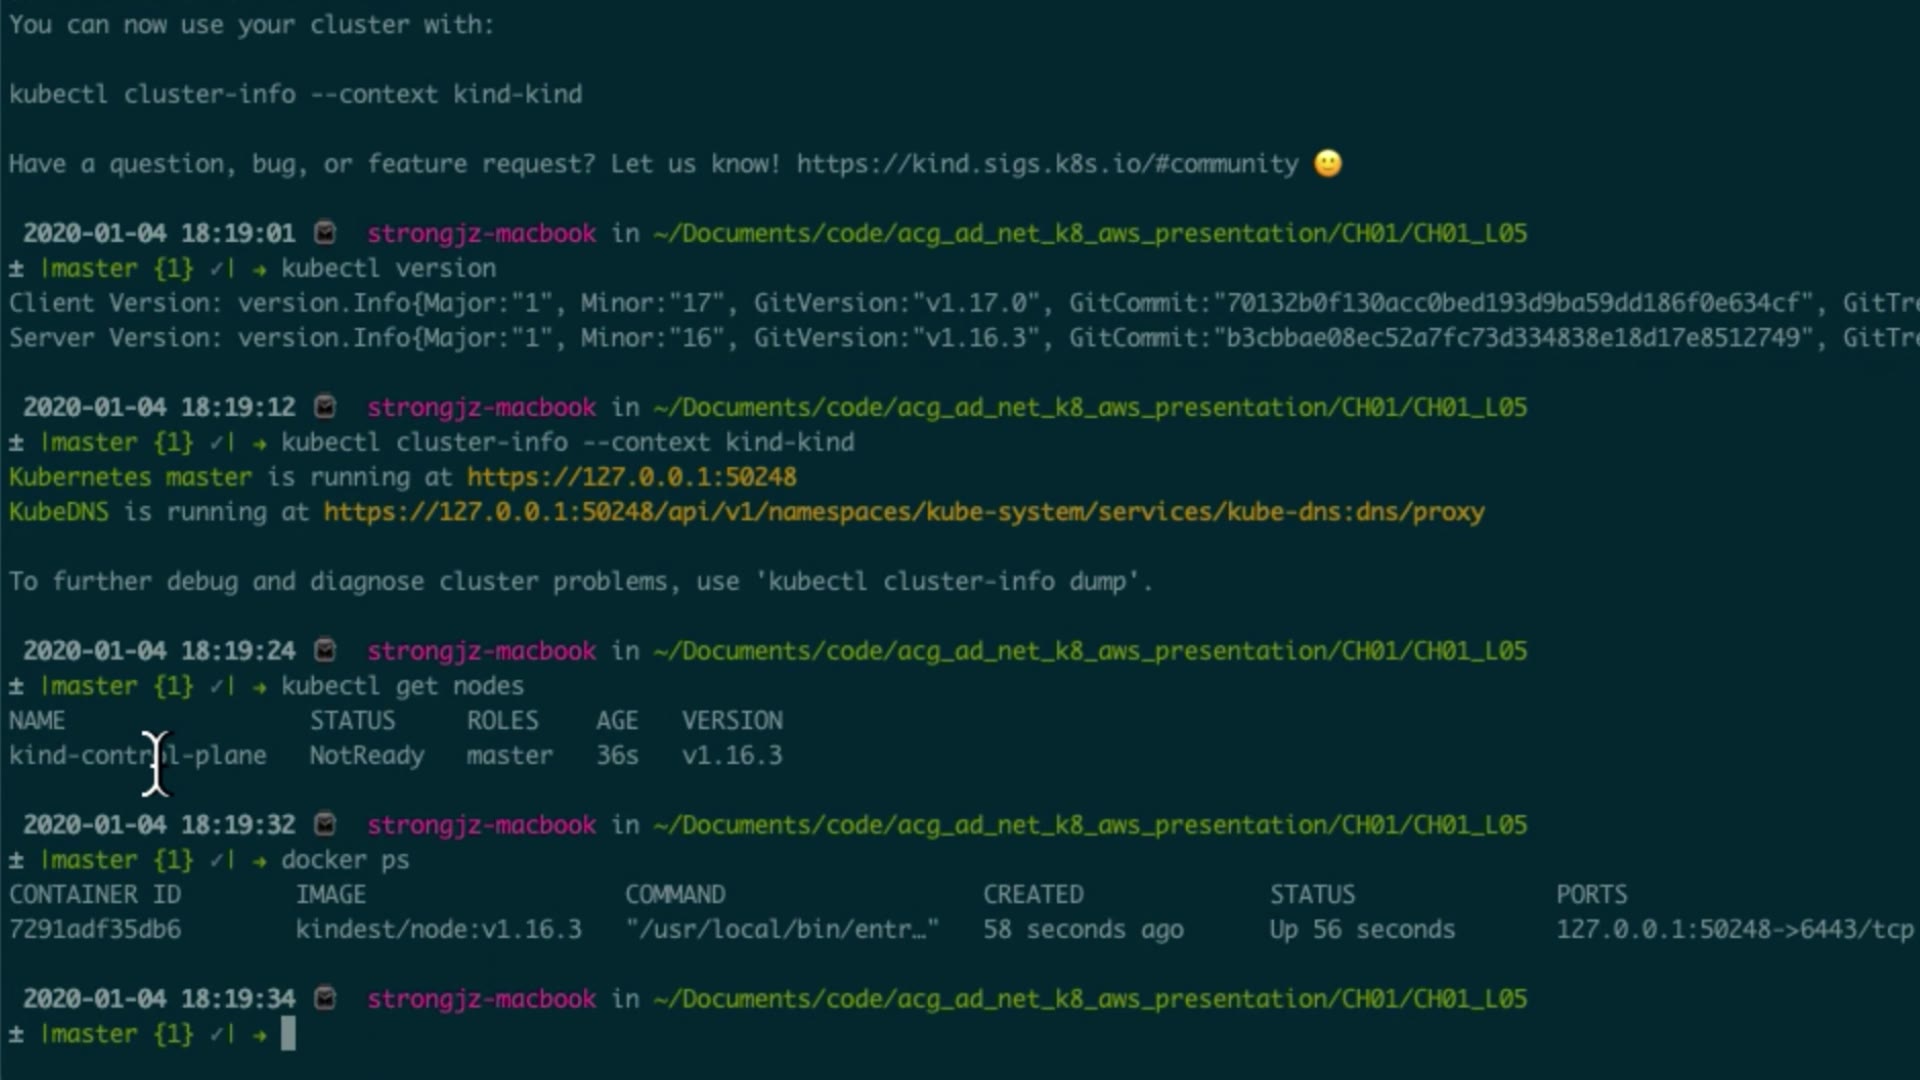 You can now use your cluster with:
kubectl cluster-info --context kind-kind
Have a question, bug, or feature request? Let us know! https://kind.sigs.k8s.io/#community 🙂
2020-01-04 18:19:01 strongjz-macbook in ~/Documents/code/acg_ad_net_k8_aws_presentation/CH01/CH01_L05
± |master {1} ✓| → kubectl version
Client Version: version.Info{Major:"1", Minor:"17", GitVersion:"v1.17.0", GitCommit:"70132b0f130acc0bed193d9ba59dd186f0e634cf", GitTre
Server Version: version.Info{Major:"1", Minor:"16", GitVersion:"v1.16.3", GitCommit:"b3cbbae08ec52a7fc73d334838e18d17e8512749", GitTre
2020-01-04 18:19:12 strongjz-macbook in ~/Documents/code/acg_ad_net_k8_aws_presentation/CH01/CH01_L05
± |master {1} ✓| → kubectl cluster-info --context kind-kind
Kubernetes master is running at https://127.0.0.1:50248
KubeDNS is running at https://127.0.0.1:50248/api/v1/namespaces/kube-system/services/kube-dns:dns/proxy
To further debug and diagnose cluster problems, use 'kubectl cluster-info dump'.
2020-01-04 18:19:24 strongjz-macbook in ~/Documents/code/acg_ad_net_k8_aws_presentation/CH01/CH01_L05
± |master {1} ✓| → kubectl get nodes
NAME STATUS ROLES AGE VERSION
kind-control-plane NotReady master 36s v1.16.3
2020-01-04 18:19:32 strongjz-macbook in ~/Documents/code/acg_ad_net_k8_aws_presentation/CH01/CH01_L05
± |master {1} ✓| → docker ps
CONTAINER ID IMAGE COMMAND CREATED STATUS PORTS
7291adf35db6 kindest/node:v1.16.3 "/usr/local/bin/entr…" 58 seconds ago Up 56 seconds 127.0.0.1:50248->6443/tcp
2020-01-04 18:19:34 strongjz-macbook in ~/Documents/code/acg_ad_net_k8_aws_presentation/CH01/CH01_L05
± |master {1} ✓| →